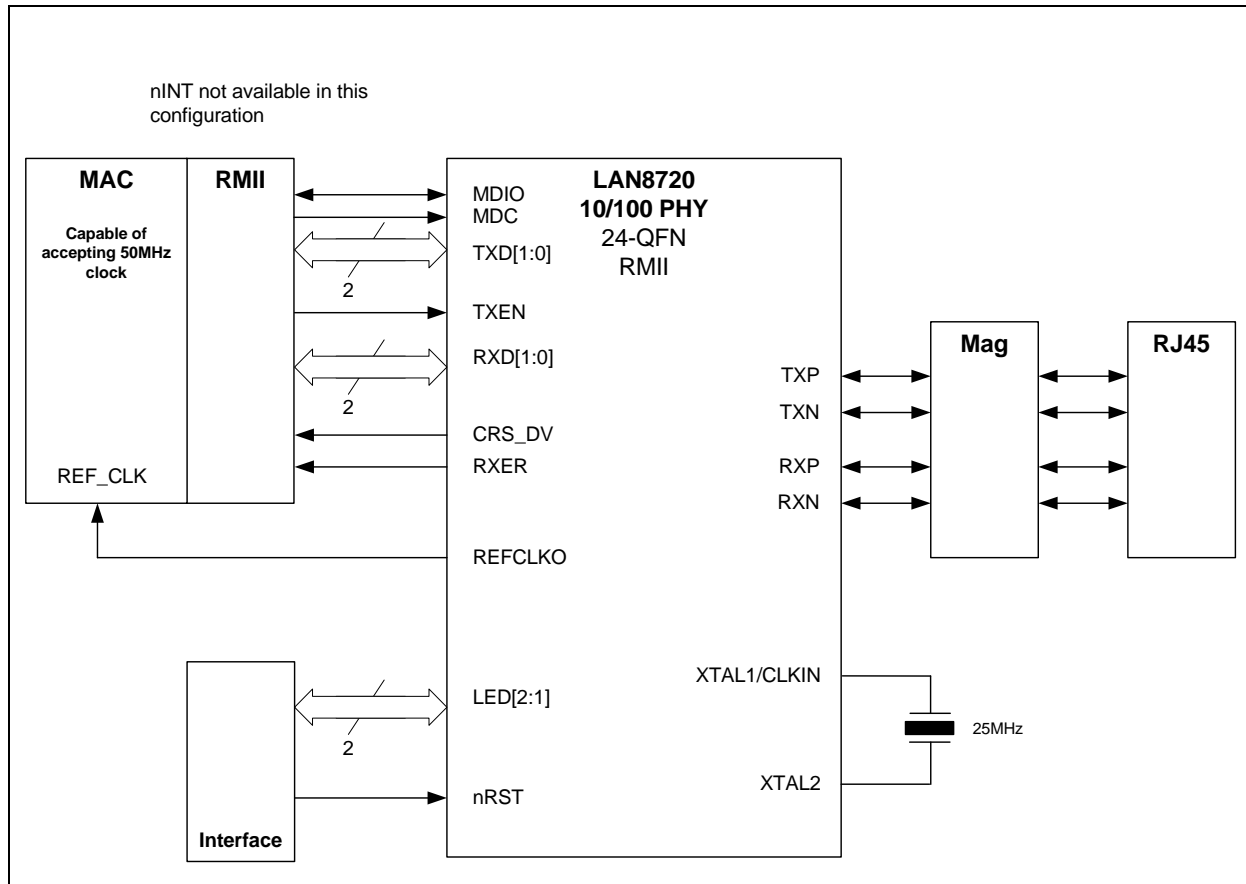 nINT not available in this
configuration
MAC
RMII
Capable of
accepting 50MHz
clock
REF_CLK
LAN8720
10/100 PHY
24-QFN
RMII
MDIO
MDC
TXD[1:0]
2
TXEN
RXD[1:0]
2
CRS_DV
RXER
REFCLKO
LED[2:1]
2
nRST
Interface
TXP
TXN
RXP
RXN
Mag
RJ45
XTAL1/CLKIN
25MHz
XTAL2